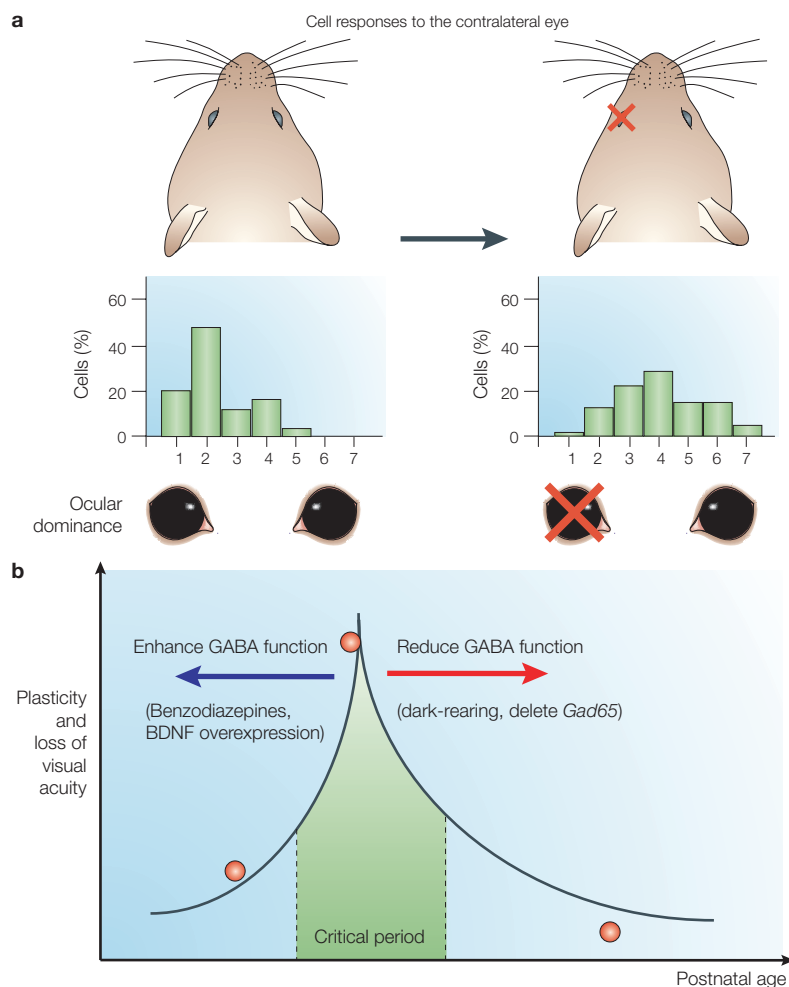 a
Cell responses to the contralateral eye
60
40
20
0
Cells (%)
1 2 3 4 5 6 7
60
40
20
0
Cells (%)
1 2 3 4 5 6 7
Ocular
dominance
b
Enhance GABA function
(Benzodiazepines,
BDNF overexpression)
Reduce GABA function
(dark-rearing, delete Gad65)
Plasticity
and
loss of
visual
acuity
Critical period
Postnatal age